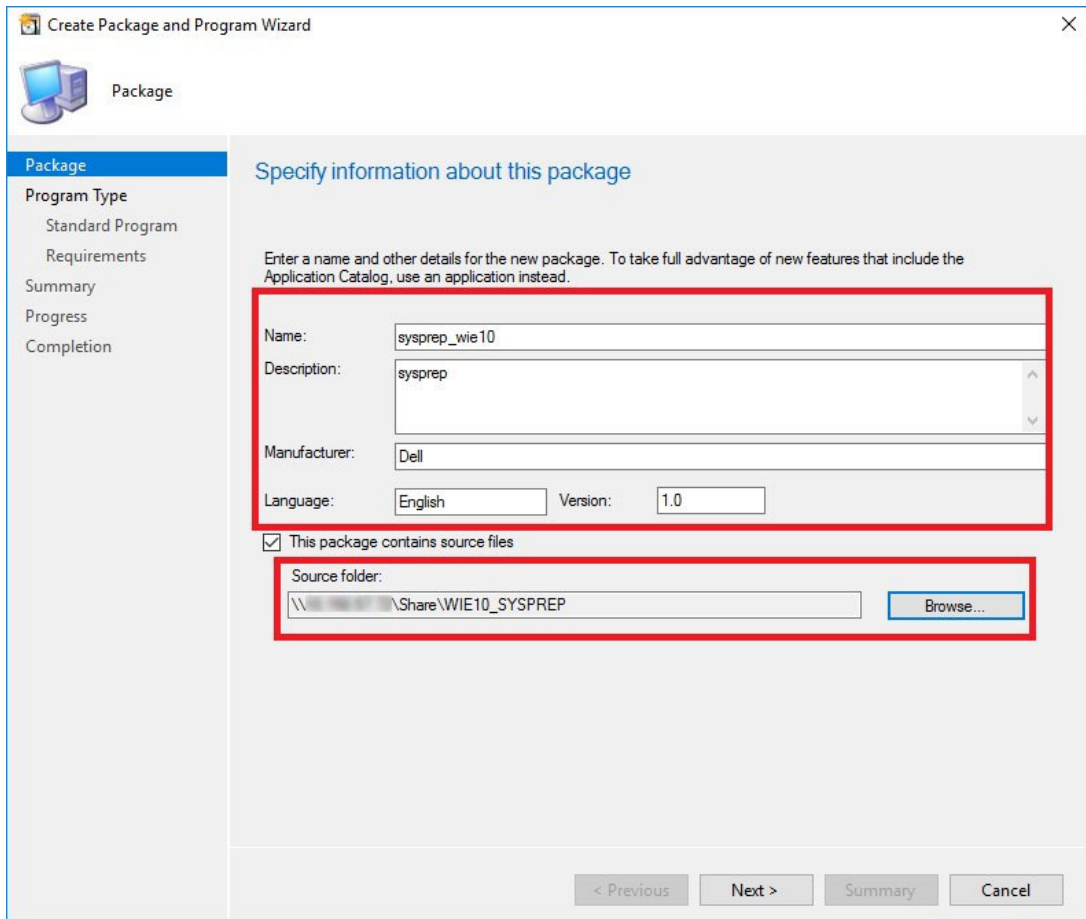 Create Package and Program Wizard
Package
Package
Program Type
Standard Program
Requirements
Summary
Progress
Completion
Specify information about this package
Enter a name and other details for the new package. To take full advantage of new features that include the
Application Catalog, use an application instead.
Name: sysprep_wie10
Description: sysprep
Manufacturer: Dell
Language: English Version: 1.0
This package contains source files
Source folder:
\\ \Share\WIE10_SYSPREP Browse...
< Previous Next > Summary Cancel